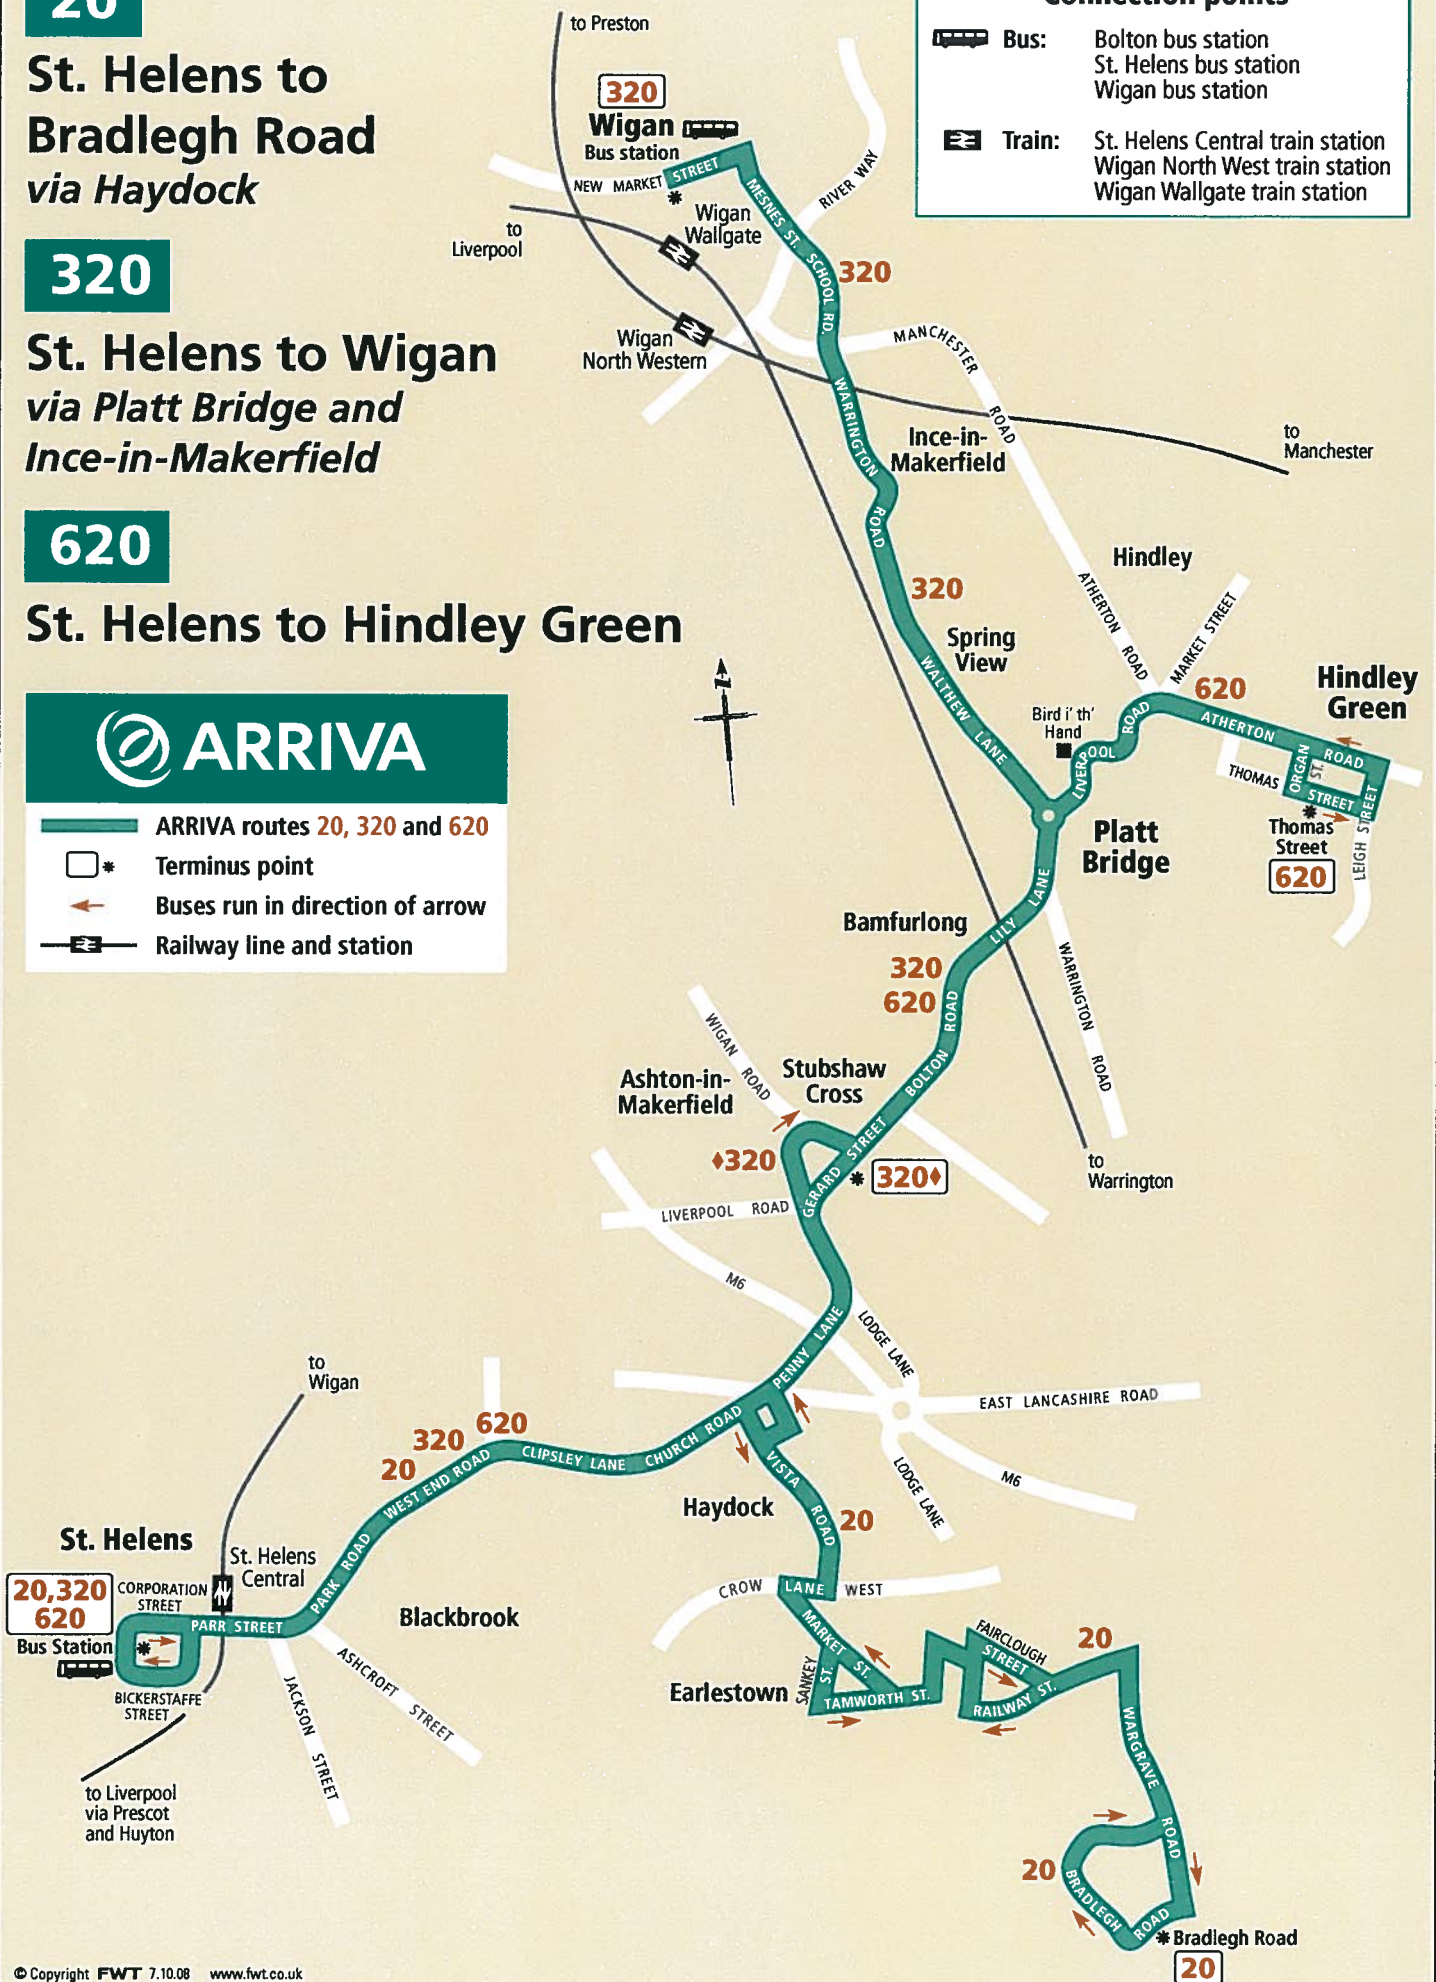 20
St. Helens to
Bradlegh Road
via Haydock
320
St. Helens to Wigan
via Platt Bridge and
Ince-in-Makerfield
620
St. Helens to Hindley Green
ARRIVA
ARRIVA routes 20, 320 and 620
Terminus point
Buses run in direction of arrow
Railway line and station
Connection points
Bus: Bolton bus station
St. Helens bus station
Wigan bus station
Train: St. Helens Central train station
Wigan North West train station
Wigan Wallgate train station
to Preston
320
Wigan
Bus station
NEW MARKET STREET
MESNES ST.
RIVER WAY
Wigan
Wallgate
to
Liverpool
SCHOOL RD.
320
Wigan
North Western
MANCHESTER ROAD
WARRINGTON ROAD
Ince-in-
Makerfield
to
Manchester
Hindley
ATHERTON ROAD
MARKET STREET
320
Spring
View
WALTHEW LANE
Bird i' th'
Hand
LIVERPOOL ROAD
620
Hindley
Green
ATHERTON ROAD
ORGAN ST.
THOMAS STREET
LEIGH STREET
Thomas
Street
620
Platt
Bridge
LILY LANE
Bamfurlong
320
620
WARRINGTON ROAD
BOLTON ROAD
WIGAN ROAD
Stubshaw
Cross
Ashton-in-
Makerfield
♦320
GERARD STREET
320♦
to
Warrington
LIVERPOOL ROAD
M6
PENNY LANE
LODGE LANE
EAST LANCASHIRE ROAD
LODGE LANE
M6
to
Wigan
620
320
20
WEST END ROAD
CLIPSLEY LANE
CHURCH ROAD
VISTA ROAD
Haydock
20
St. Helens
St. Helens
Central
20,320
620
CORPORATION
STREET
PARR STREET
PARK ROAD
Bus Station
BICKERSTAFFE
STREET
Blackbrook
ASHCROFT STREET
JACKSON STREET
to Liverpool
via Prescot
and Huyton
CROW LANE WEST
MARKET ST.
SANKEY ST.
Earlestown
TAMWORTH ST.
FAIRCLOUGH
STREET
RAILWAY ST.
20
WARGRAVE ROAD
20
BRADLEGH ROAD
Bradlegh Road
20
© Copyright FWT 7.10.08 www.fwt.co.uk